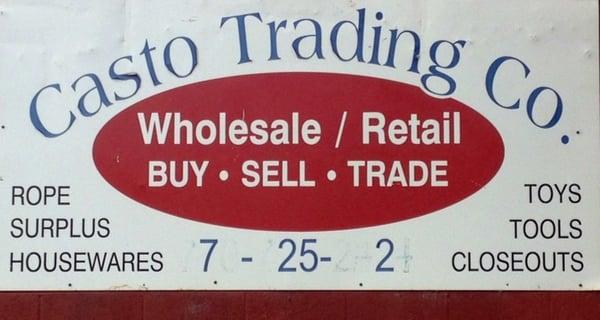 Casto Trading Co.
Wholesale / Retail
BUY • SELL • TRADE
ROPE
SURPLUS
HOUSEWARES
7 - 25- 2
TOYS
TOOLS
CLOSEOUTS